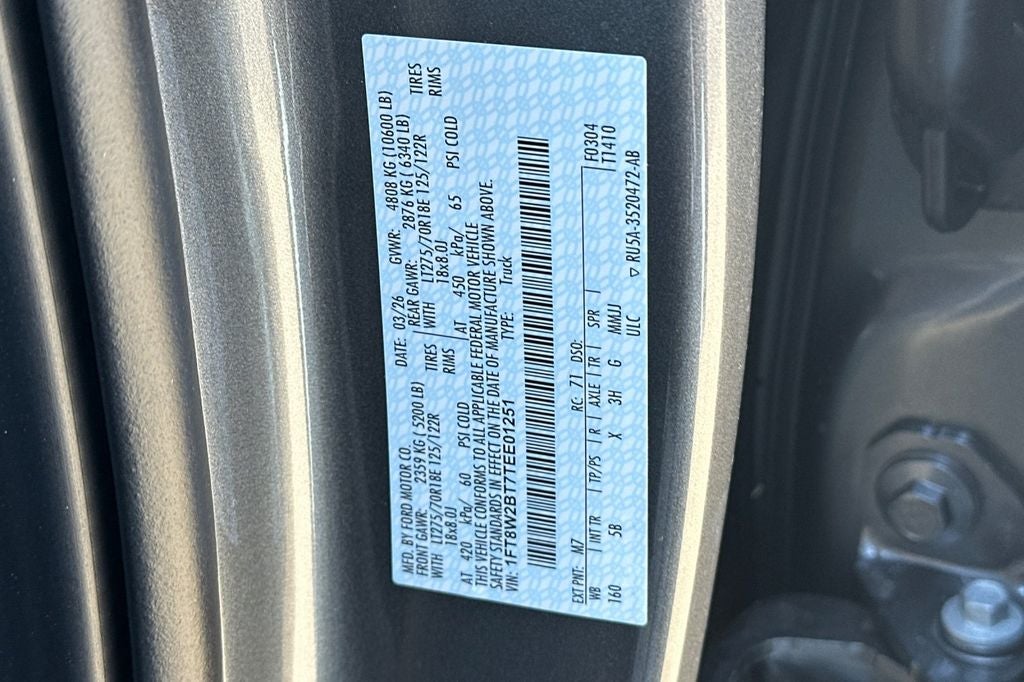 MFD. BY FORD MOTOR CO. DATE: 03/26 GVWR: 4808 KG (10600 LB)
FRONT GAWR: 2359 KG ( 5200 LB) REAR GAWR: 2876 KG ( 6340 LB)
WITH LT275/70R18E 125/122R TIRES WITH LT275/70R18E 125/122R TIRES
18x8.0J RIMS 18x8.0J RIMS
AT 420 kPa/ 60 PSI COLD AT 450 kPa/ 65 PSI COLD
THIS VEHICLE CONFORMS TO ALL APPLICABLE FEDERAL MOTOR VEHICLE
SAFETY STANDARDS IN EFFECT ON THE DATE OF MANUFACTURE SHOWN ABOVE.
VIN: 1FT8W2BT7TEE01251 TYPE: Truck
EXT PNT: M7 RC: 71 DSO: F0304
WB | INT TR | TP/PS | R | AXLE | TR | SPR | 11410
160 5B X 3H G MMJJ
ULC ▽ RU5A-3520472-AB